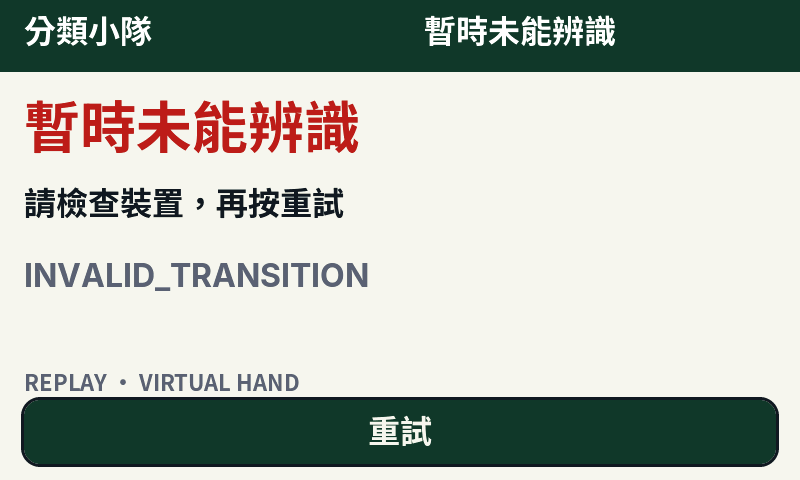 分類小隊 暫時未能辨識
暫時未能辨識
請檢查裝置，再按重試
INVALID_TRANSITION
REPLAY • VIRTUAL HAND
重試